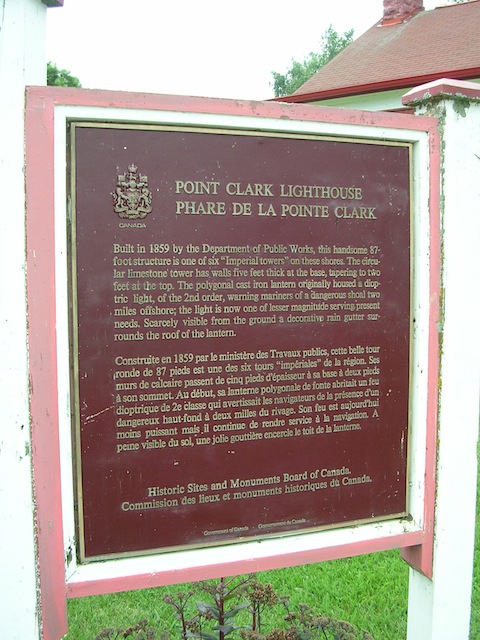 CANADA
POINT CLARK LIGHTHOUSE
PHARE DE LA POINTE CLARK
Built in 1859 by the Department of Public Works, this handsome 87-
foot structure is one of six "Imperial towers" on these shores. The circu-
lar limestone tower has walls five feet thick at the base, tapering to two
feet at the top. The polygonal cast iron lantern originally housed a diop-
tric light, of the 2nd order, warning mariners of a dangerous shoal two
miles offshore; the light is now one of lesser magnitude serving present
needs. Scarcely visible from the ground a decorative rain gutter sur-
rounds the roof of the lantern.
Construite en 1859 par le ministère des Travaux publics, cette belle tour
ronde de 87 pieds est une des six tours "impériales" de la région. Ses
murs de calcaire passent de cinq pieds d'épaisseur à sa base à deux pieds
à son sommet. Au début, sa lanterne polygonale de fonte abritait un feu
dioptrique de 2e classe qui avertissait les navigateurs de la présence d'un
dangereux haut-fond à deux milles du rivage. Son feu est aujourd'hui
moins puissant mais il continue de rendre service à la navigation. A
peine visible du sol, une jolie gouttière encercle le toit de la lanterne.
Historic Sites and Monuments Board of Canada.
Commission des lieux et monuments historiques du Canada.
Government of Canada - Gouvernement du Canada